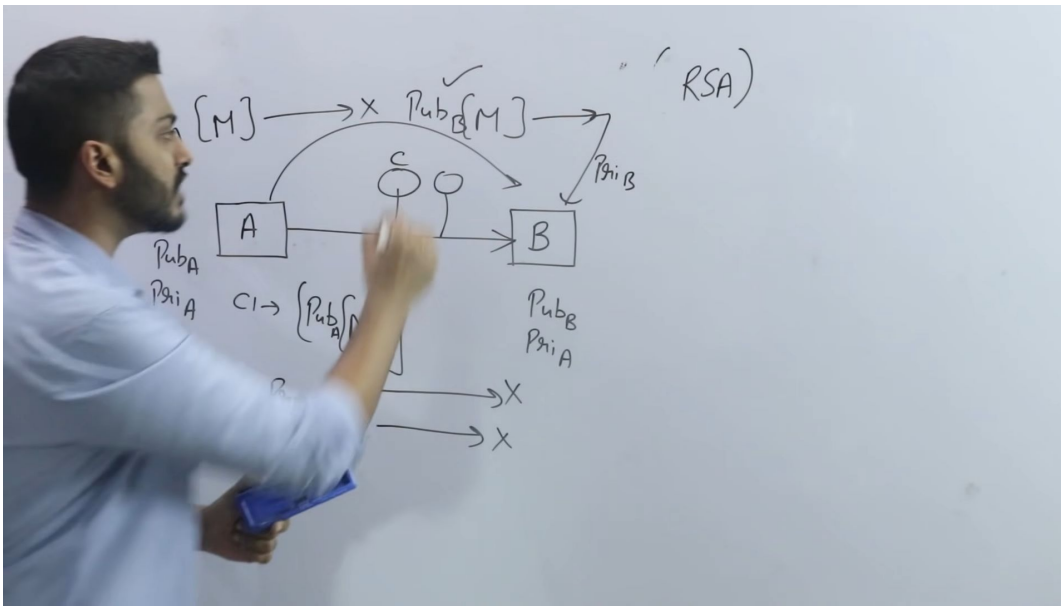 RSA)
[M] → X Pub_B[M] →
Pri_B
C
A B
Pub_A
Pri_A
C1 → {Pub_A[
Pub_B
Pri_A
X
X